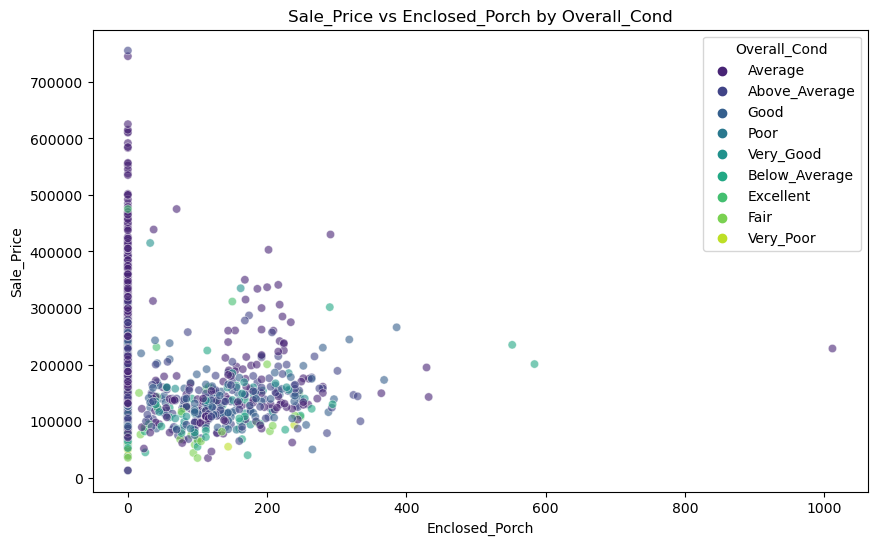 Sale_Price vs Enclosed_Porch by Overall_Cond
Overall_Cond
Average
Above_Average
Good
Poor
Very_Good
Below_Average
Excellent
Fair
Very_Poor
Sale_Price
700000
600000
500000
400000
300000
200000
100000
0
0
200
400
600
800
1000
Enclosed_Porch